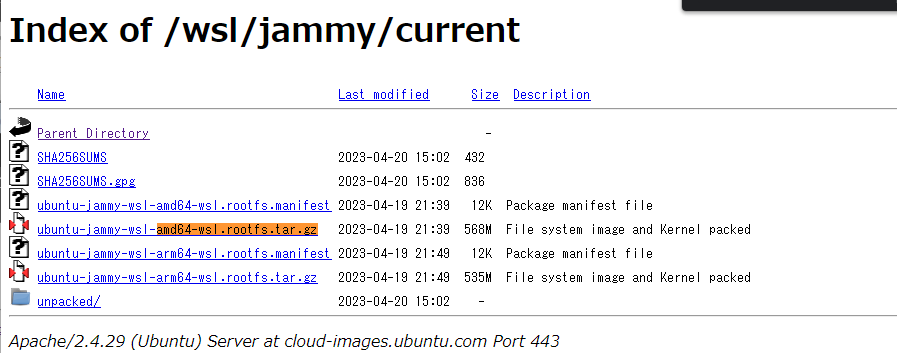 Index of /wsl/jammy/current
Name Last modified Size Description
Parent Directory -
SHA256SUMS 2023-04-20 15:02 432
SHA256SUMS.gpg 2023-04-20 15:02 836
ubuntu-jammy-wsl-amd64-wsl.rootfs.manifest 2023-04-19 21:39 12K Package manifest file
ubuntu-jammy-wsl-amd64-wsl.rootfs.tar.gz 2023-04-19 21:39 568M File system image and Kernel packed
ubuntu-jammy-wsl-arm64-wsl.rootfs.manifest 2023-04-19 21:49 12K Package manifest file
ubuntu-jammy-wsl-arm64-wsl.rootfs.tar.gz 2023-04-19 21:49 535M File system image and Kernel packed
unpacked/ 2023-04-20 15:02 -
Apache/2.4.29 (Ubuntu) Server at cloud-images.ubuntu.com Port 443